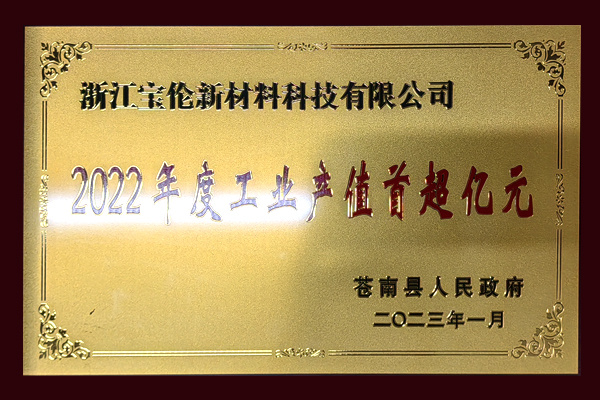 浙江宝伦新材料科技有限公司
2022年度工业产值首超亿元
苍南县人民政府
二〇二三年一月